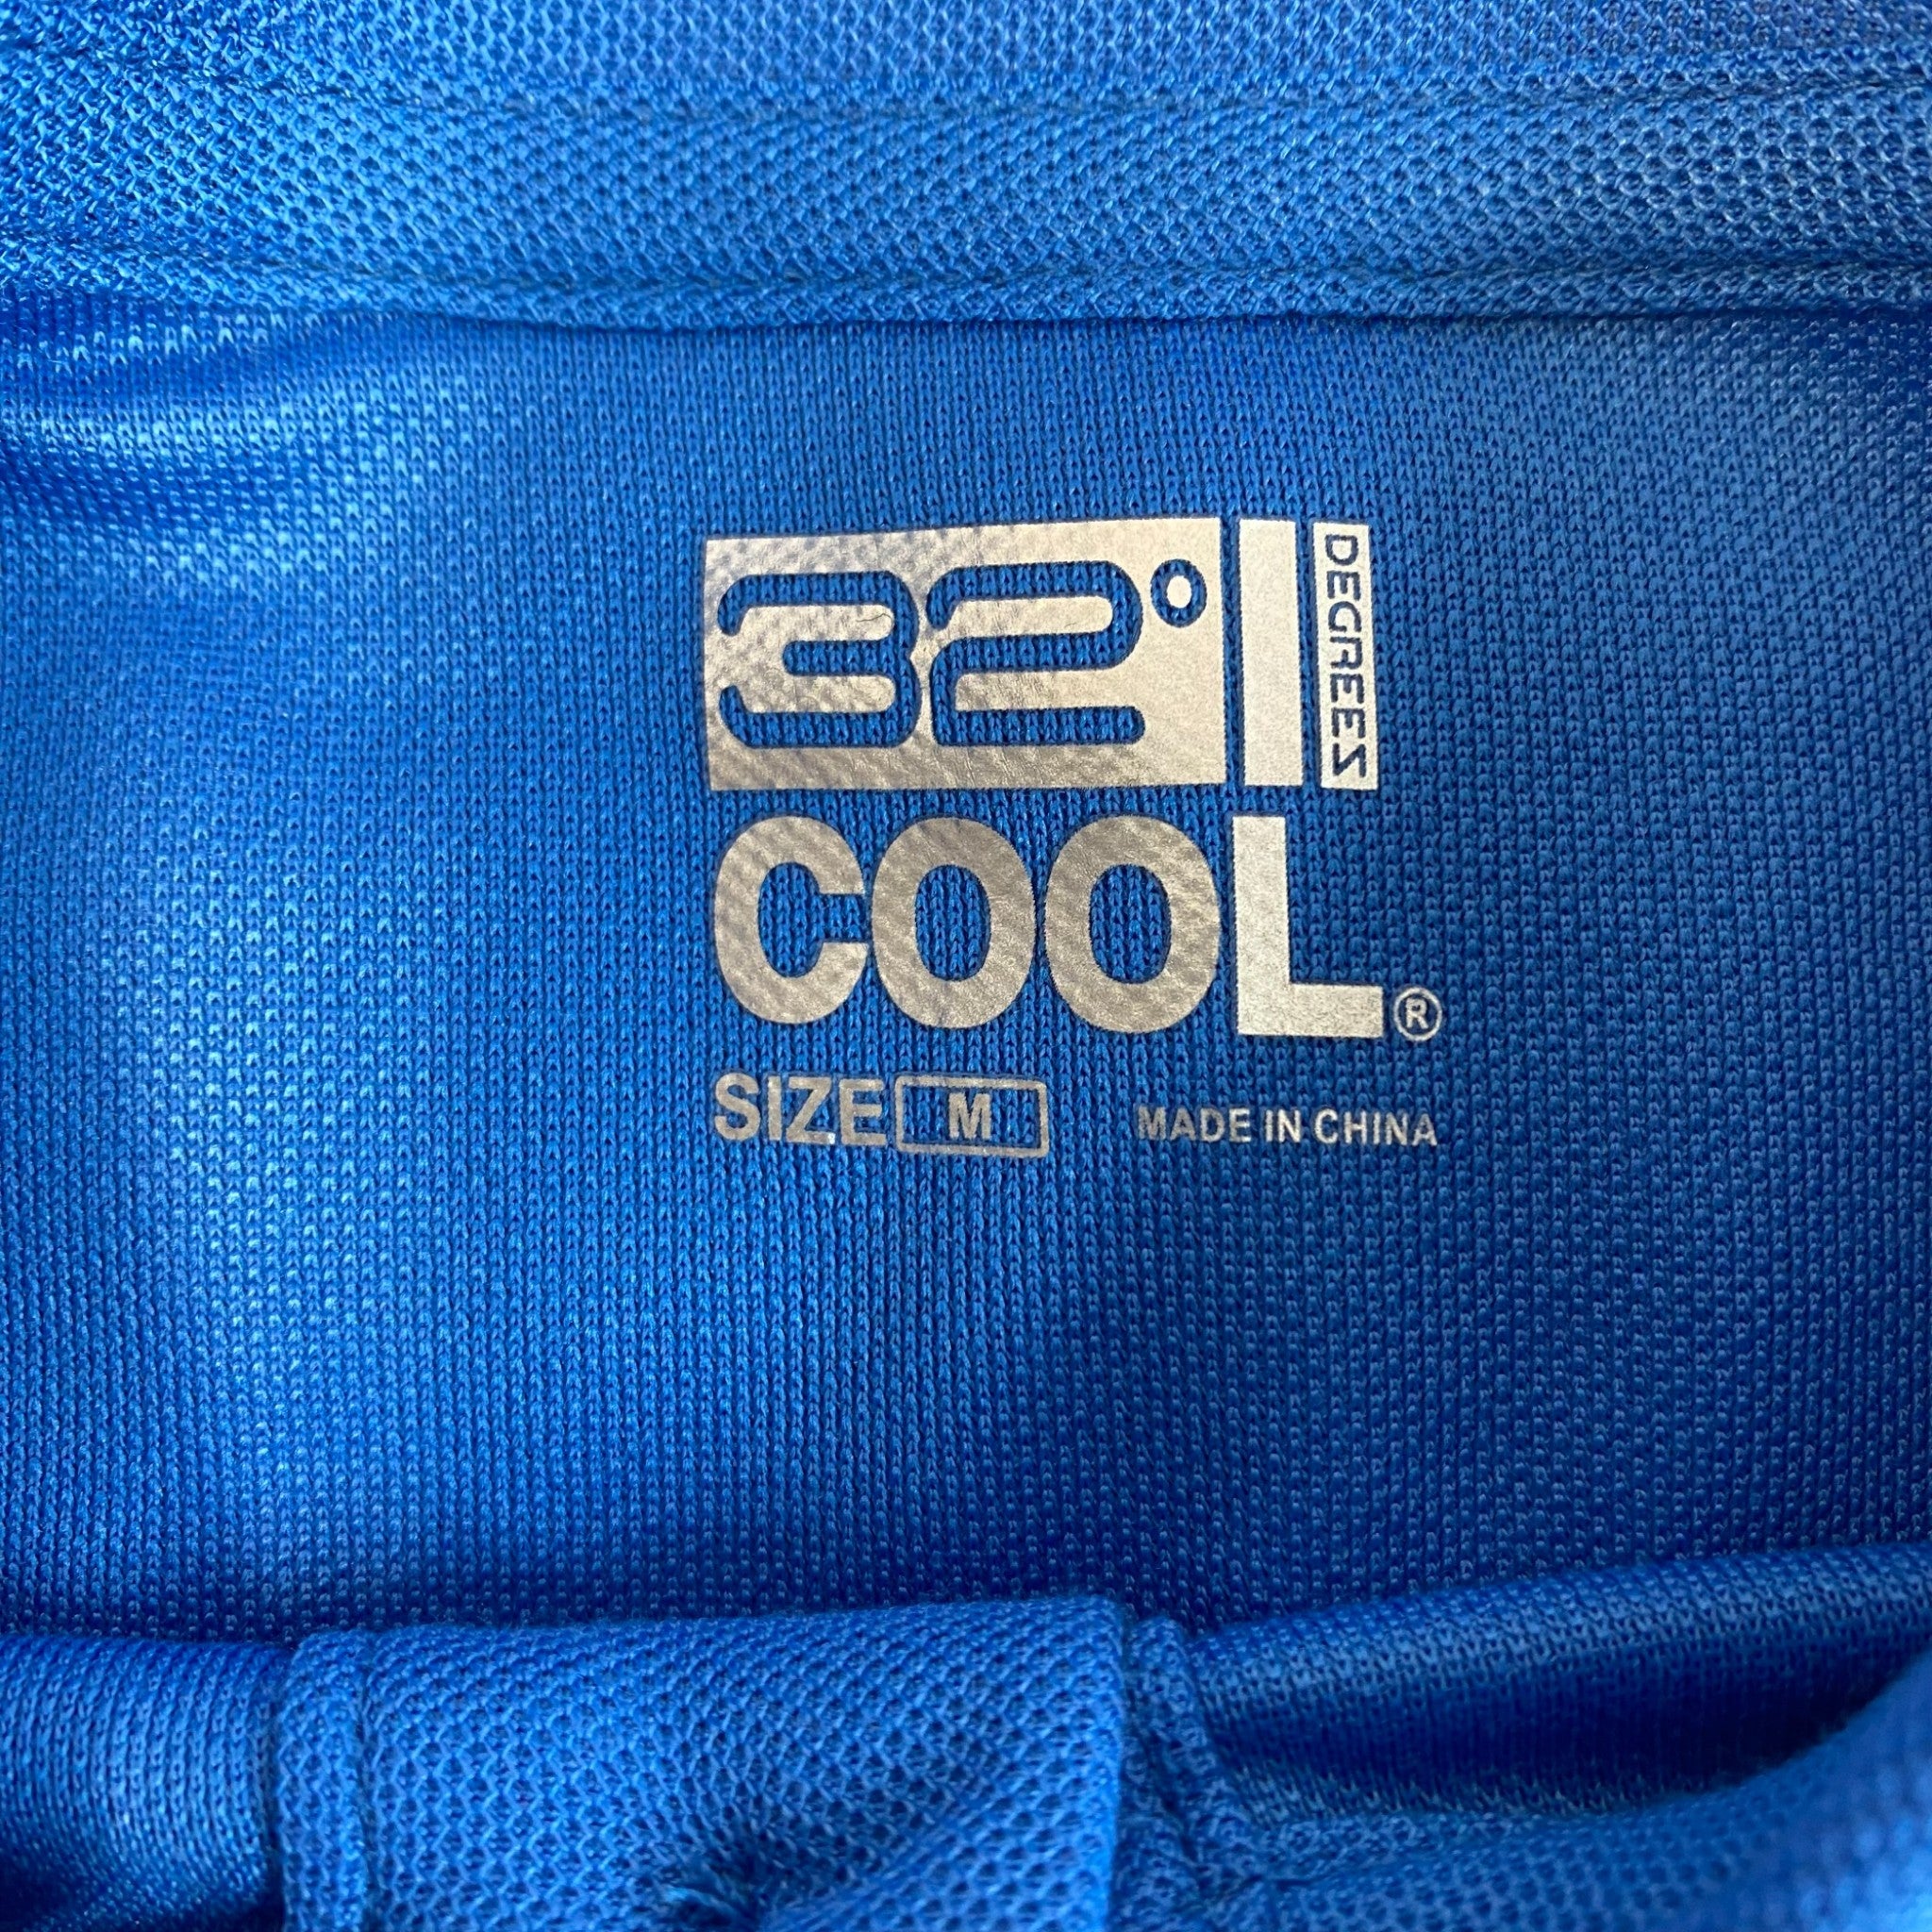 32° DEGREES
COOL®
SIZE M MADE IN CHINA